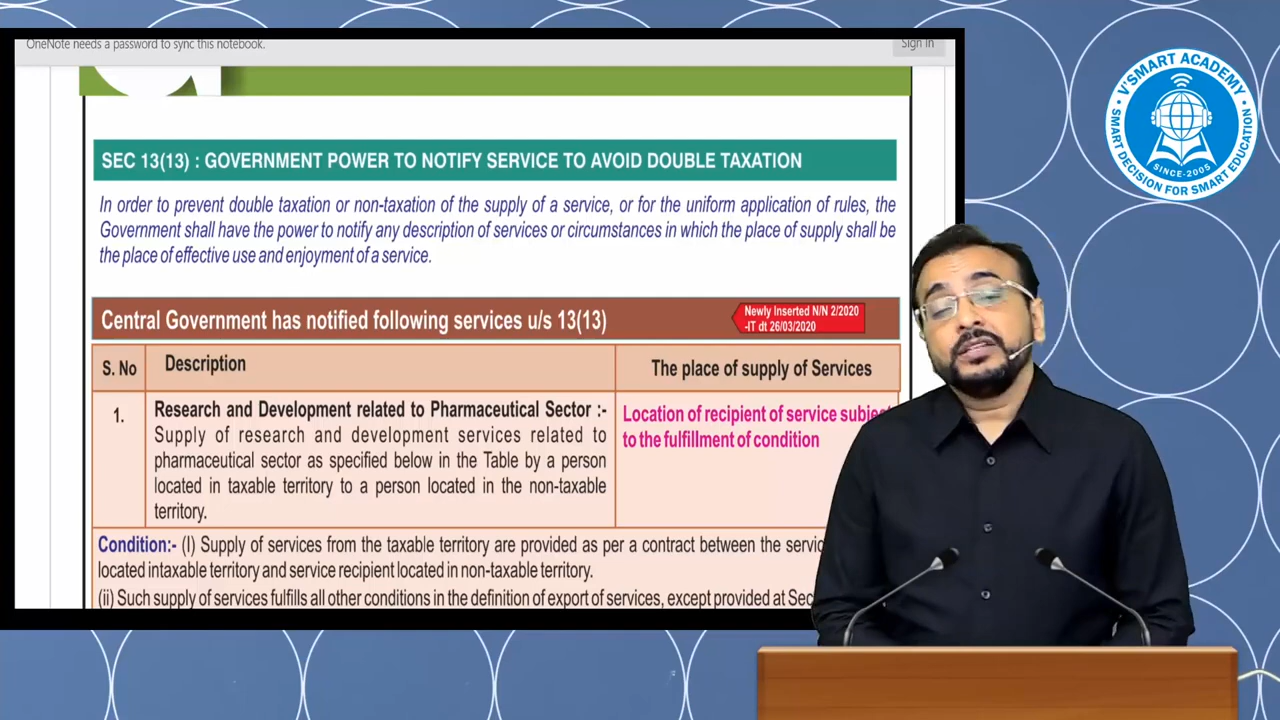 OneNote needs a password to sync this notebook.
Sign in
V'SMART ACADEMY
SINCE-2005
SMART DECISION FOR SMART EDUCATION
SEC 13(13) : GOVERNMENT POWER TO NOTIFY SERVICE TO AVOID DOUBLE TAXATION
In order to prevent double taxation or non-taxation of the supply of a service, or for the uniform application of rules, the
Government shall have the power to notify any description of services or circumstances in which the place of supply shall be
the place of effective use and enjoyment of a service.
Central Government has notified following services u/s 13(13)
Newly Inserted N/N 2/2020
-IT dt 26/03/2020
S. No
Description
The place of supply of Services
1.
Research and Development related to Pharmaceutical Sector :-
Supply of research and development services related to
pharmaceutical sector as specified below in the Table by a person
located in taxable territory to a person located in the non-taxable
territory.
Location of recipient of service
to the fulfillment of condition
Condition:- (I) Supply of services from the taxable territory are provided as per a contract between the
located intaxable territory and service recipient located in non-taxable territory.
(ii) Such supply of services fulfills all other conditions in the definition of export of services, except provided at